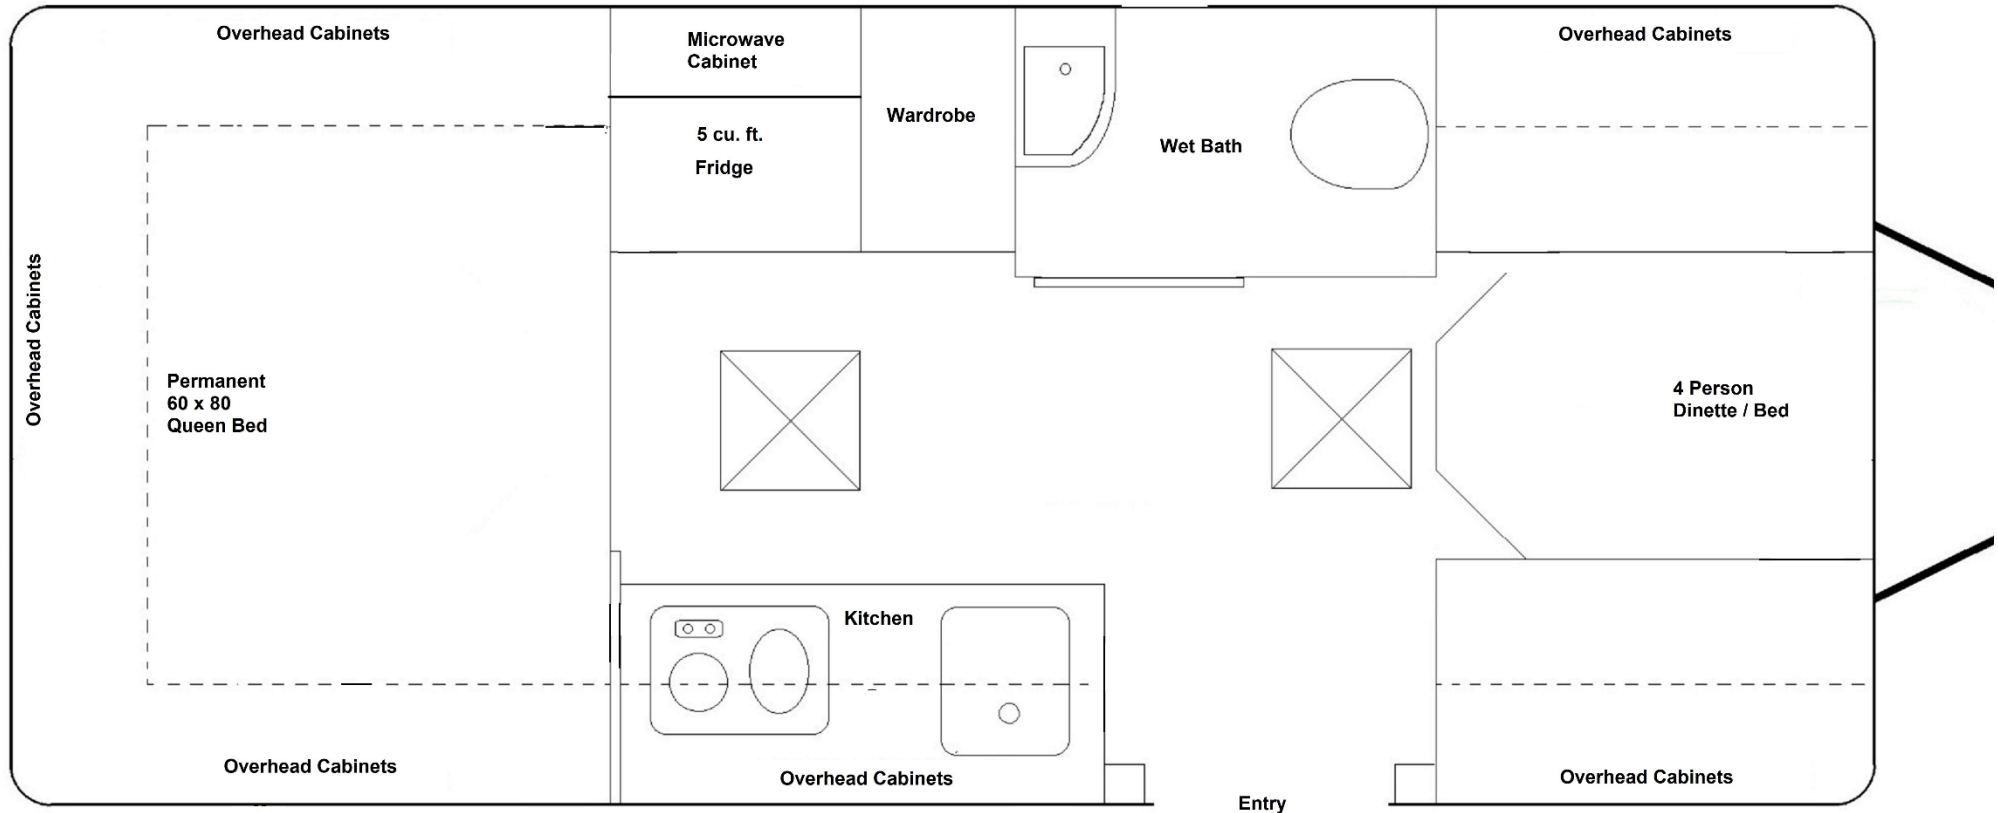 Overhead Cabinets
Microwave
Cabinet
Overhead Cabinets
Wardrobe
5 cu. ft.
Fridge
Wet Bath
Overhead Cabinets
Permanent
60 x 80
Queen Bed
4 Person
Dinette / Bed
Kitchen
Overhead Cabinets
Overhead Cabinets
Overhead Cabinets
Entry